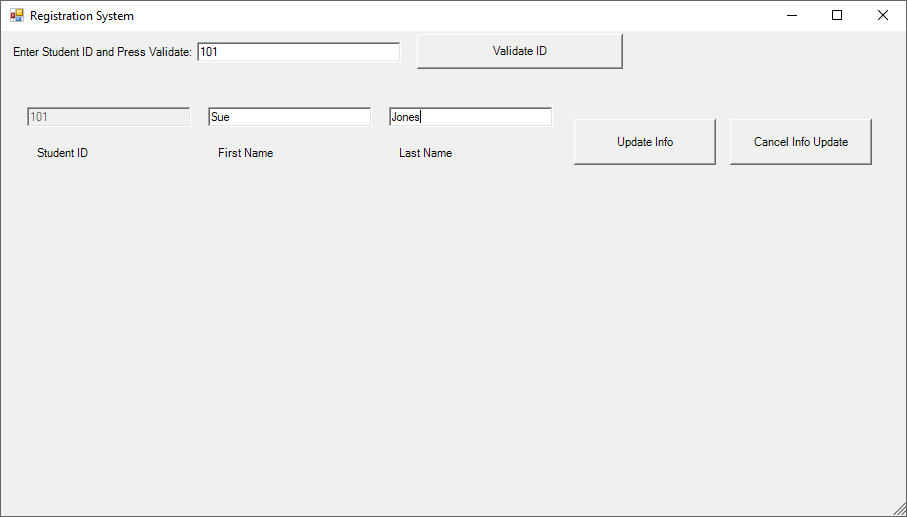 Registration System
Enter Student ID and Press Validate: 101 Validate ID
101 Sue Jones
Update Info Cancel Info Update
Student ID First Name Last Name